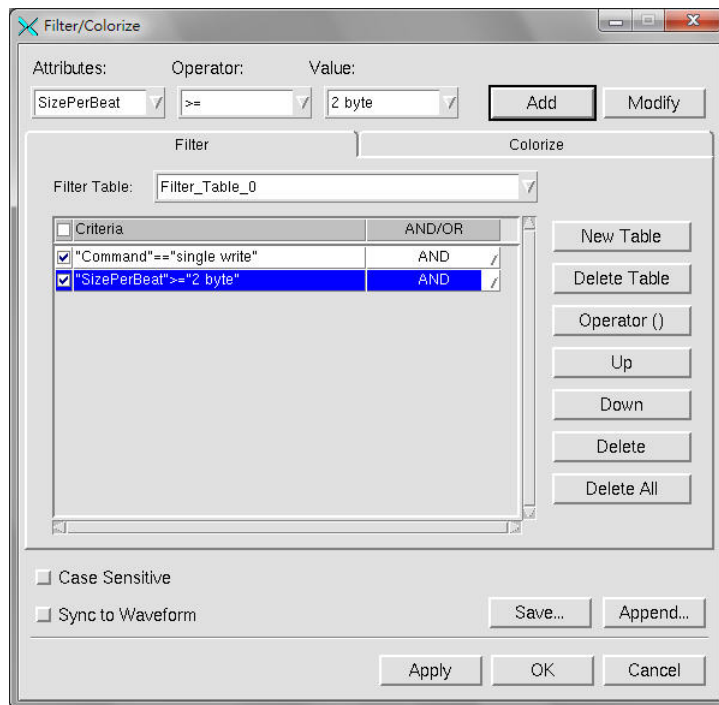 Filter/Colorize
Attributes: Operator: Value:
SizePerBeat >= 2 byte Add Modify
Filter Colorize
Filter Table: Filter_Table_0
Criteria AND/OR
"Command"=="single write" AND
"SizePerBeat">="2 byte" AND
New Table
Delete Table
Operator ()
Up
Down
Delete
Delete All
Case Sensitive
Sync to Waveform
Save... Append...
Apply OK Cancel